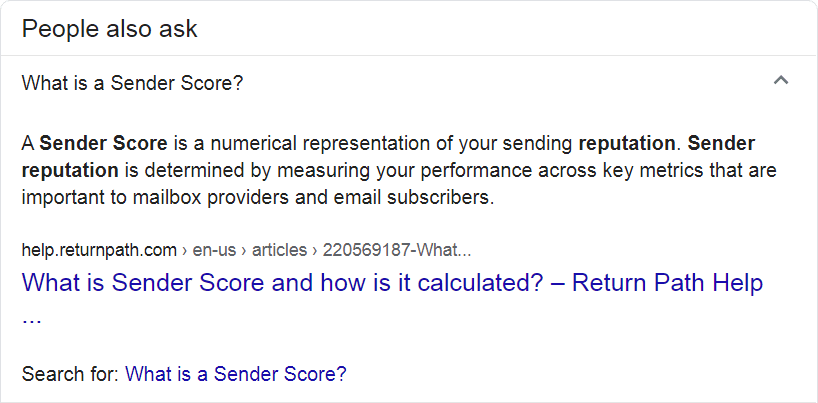 People also ask
What is a Sender Score?
A Sender Score is a numerical representation of your sending reputation. Sender
reputation is determined by measuring your performance across key metrics that are
important to mailbox providers and email subscribers.
help.returnpath.com › en-us › articles › 220569187-What...
What is Sender Score and how is it calculated? – Return Path Help
...
Search for: What is a Sender Score?